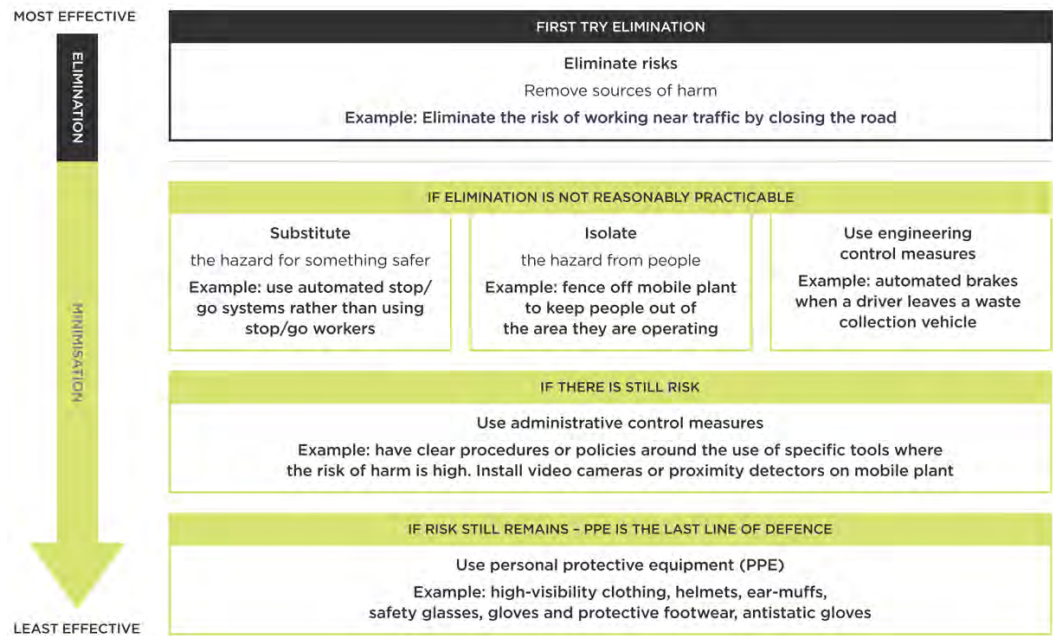 MOST EFFECTIVE
ELIMINATION
MINIMISATION
LEAST EFFECTIVE
FIRST TRY ELIMINATION
Eliminate risks
Remove sources of harm
Example: Eliminate the risk of working near traffic by closing the road
IF ELIMINATION IS NOT REASONABLY PRACTICABLE
Substitute
the hazard for something safer
Example: use automated stop/
go systems rather than using
stop/go workers
Isolate
the hazard from people
Example: fence off mobile plant
to keep people out of
the area they are operating
Use engineering
control measures
Example: automated brakes
when a driver leaves a waste
collection vehicle
IF THERE IS STILL RISK
Use administrative control measures
Example: have clear procedures or policies around the use of specific tools where
the risk of harm is high. Install video cameras or proximity detectors on mobile plant
IF RISK STILL REMAINS – PPE IS THE LAST LINE OF DEFENCE
Use personal protective equipment (PPE)
Example: high-visibility clothing, helmets, ear-muffs,
safety glasses, gloves and protective footwear, antistatic gloves